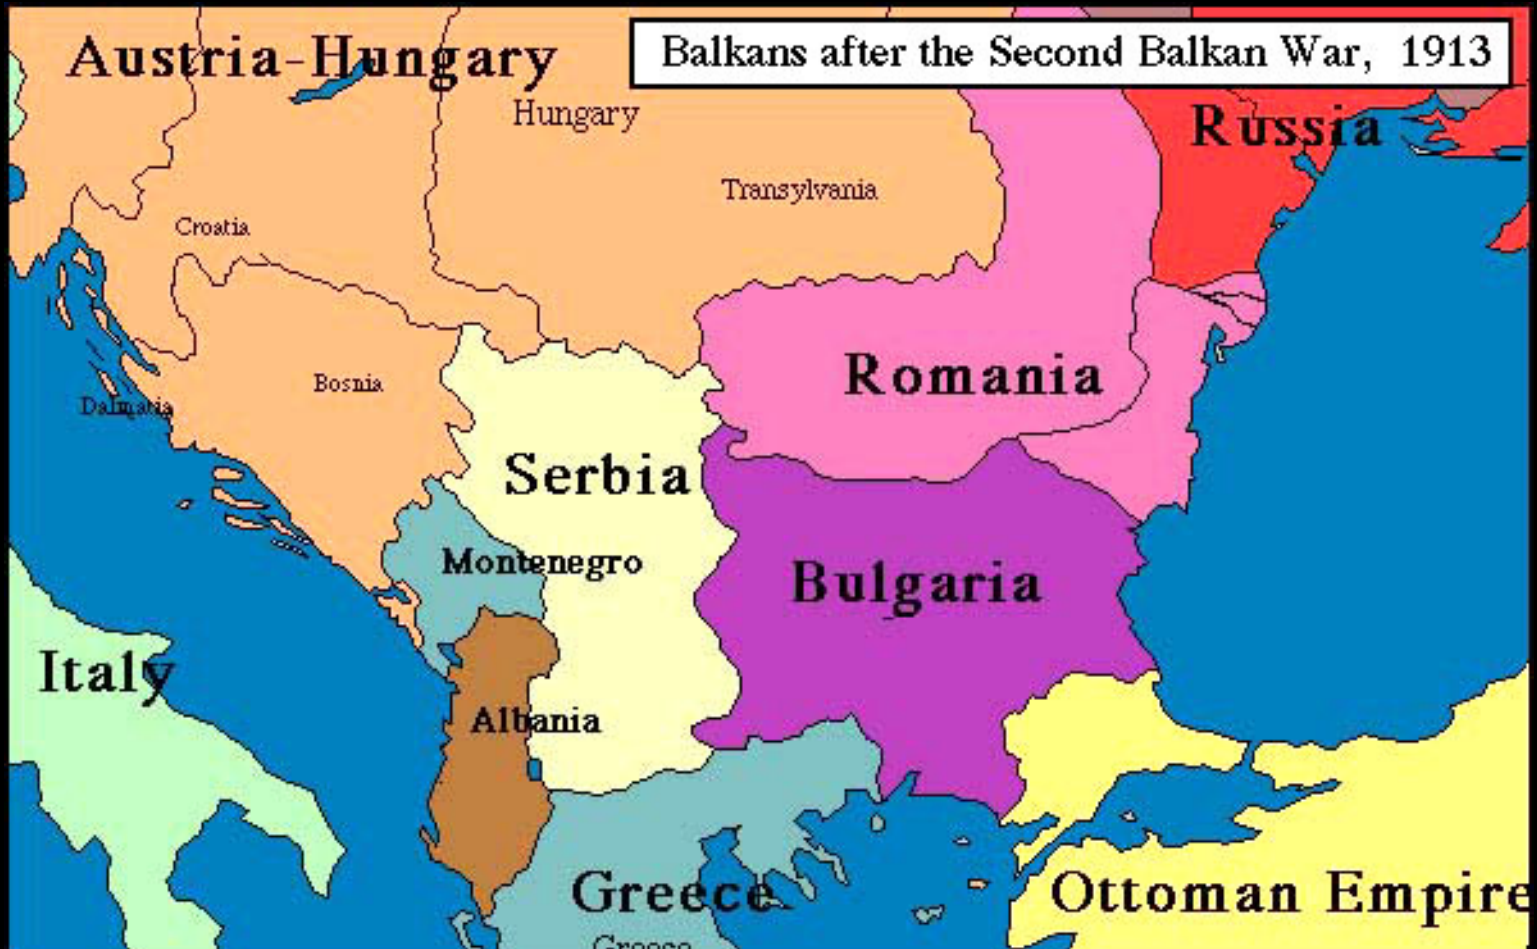 Austria-Hungary
Balkans after the Second Balkan War, 1913
Hungary
Russia
Transylvania
Croatia
Romania
Bosnia
Dalmatia
Serbia
Montenegro
Bulgaria
Italy
Albania
Greece
Ottoman Empire
Greece